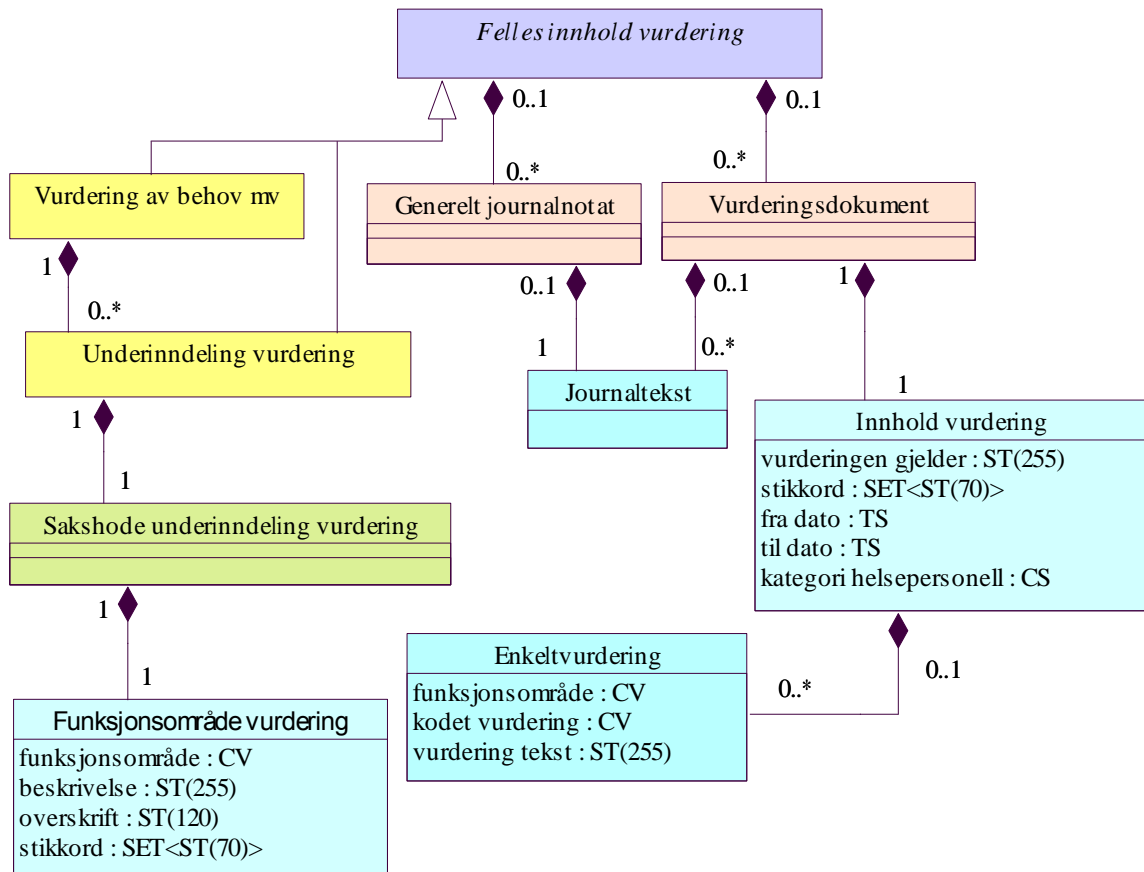 Felles innhold vurdering
0..1
0..1
0..*
0..*
Vurdering av behov mv
Generelt journalnotat
Vurderingsdokument
1
0..1
0..1
1
0..*
1
0..*
Underinndeling vurdering
Journaltekst
1
1
Innhold vurdering
vurderingen gjelder : ST(255)
stikkord : SET<ST(70)>
fra dato : TS
til dato : TS
kategori helsepersonell : CS
1
Sakshode underinndeling vurdering
1
1
0..1
0..*
Enkeltvurdering
funksjonsområde : CV
kodet vurdering : CV
vurdering tekst : ST(255)
Funksjonsområde vurdering
funksjonsområde : CV
beskrivelse : ST(255)
overskrift : ST(120)
stikkord : SET<ST(70)>